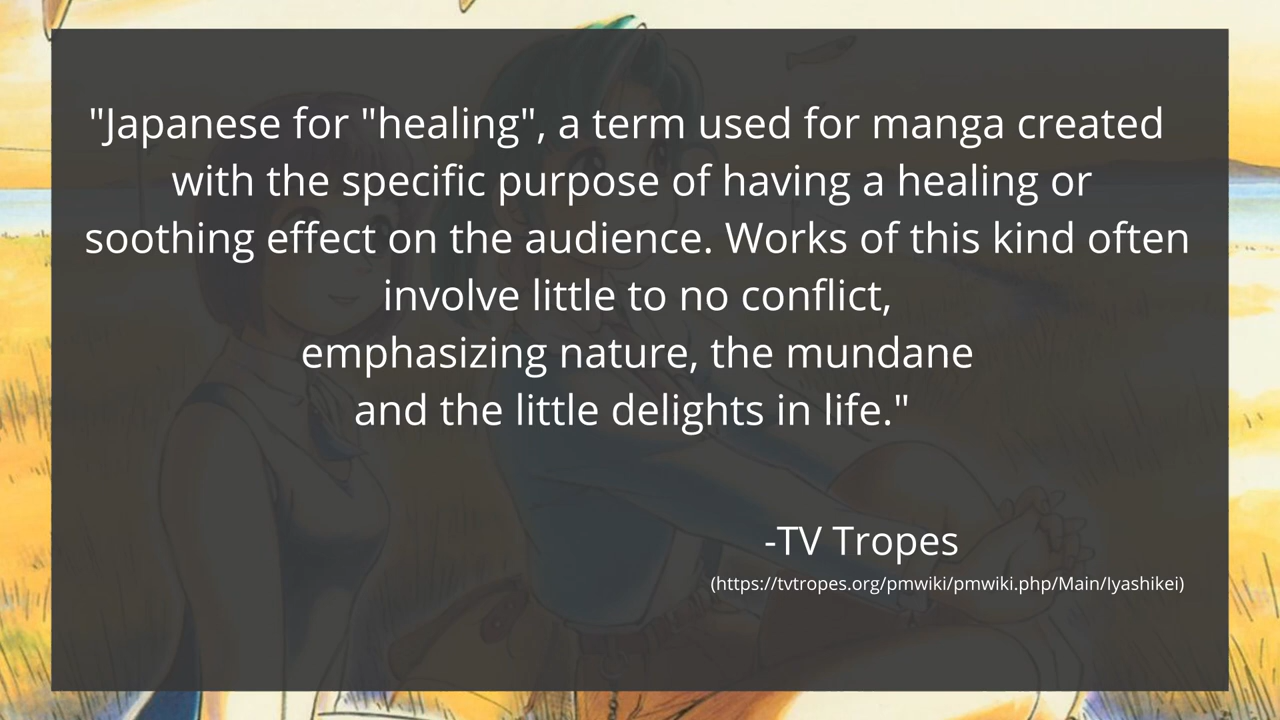 "Japanese for "healing", a term used for manga created
with the specific purpose of having a healing or
soothing effect on the audience. Works of this kind often
involve little to no conflict,
emphasizing nature, the mundane
and the little delights in life."
-TV Tropes
(https://tvtropes.org/pmwiki/pmwiki.php/Main/Iyashikei)